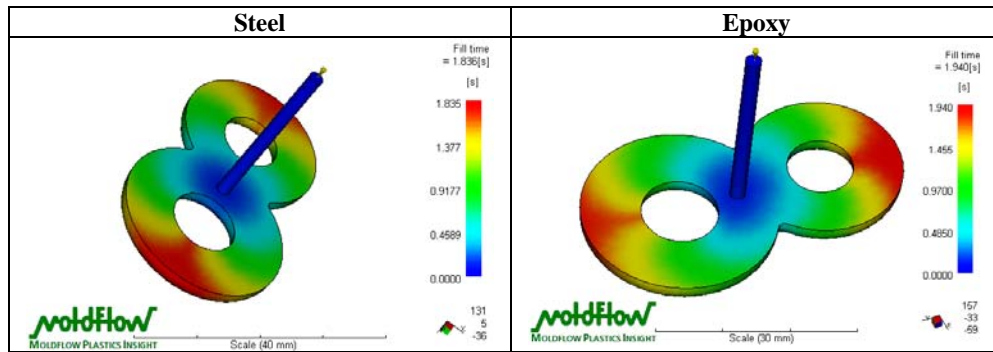 Steel
Epoxy
Fill time
= 1.836[s]
[s]
1.835
1.377
0.9177
0.4589
0.0000
moldflow
MOLDFLOW PLASTICS INSIGHT
Scale (40 mm)
131
5
-36
Fill time
= 1.940[s]
[s]
1.940
1.455
0.9700
0.4850
0.0000
moldflow
MOLDFLOW PLASTICS INSIGHT
Scale (30 mm)
157
-33
-59